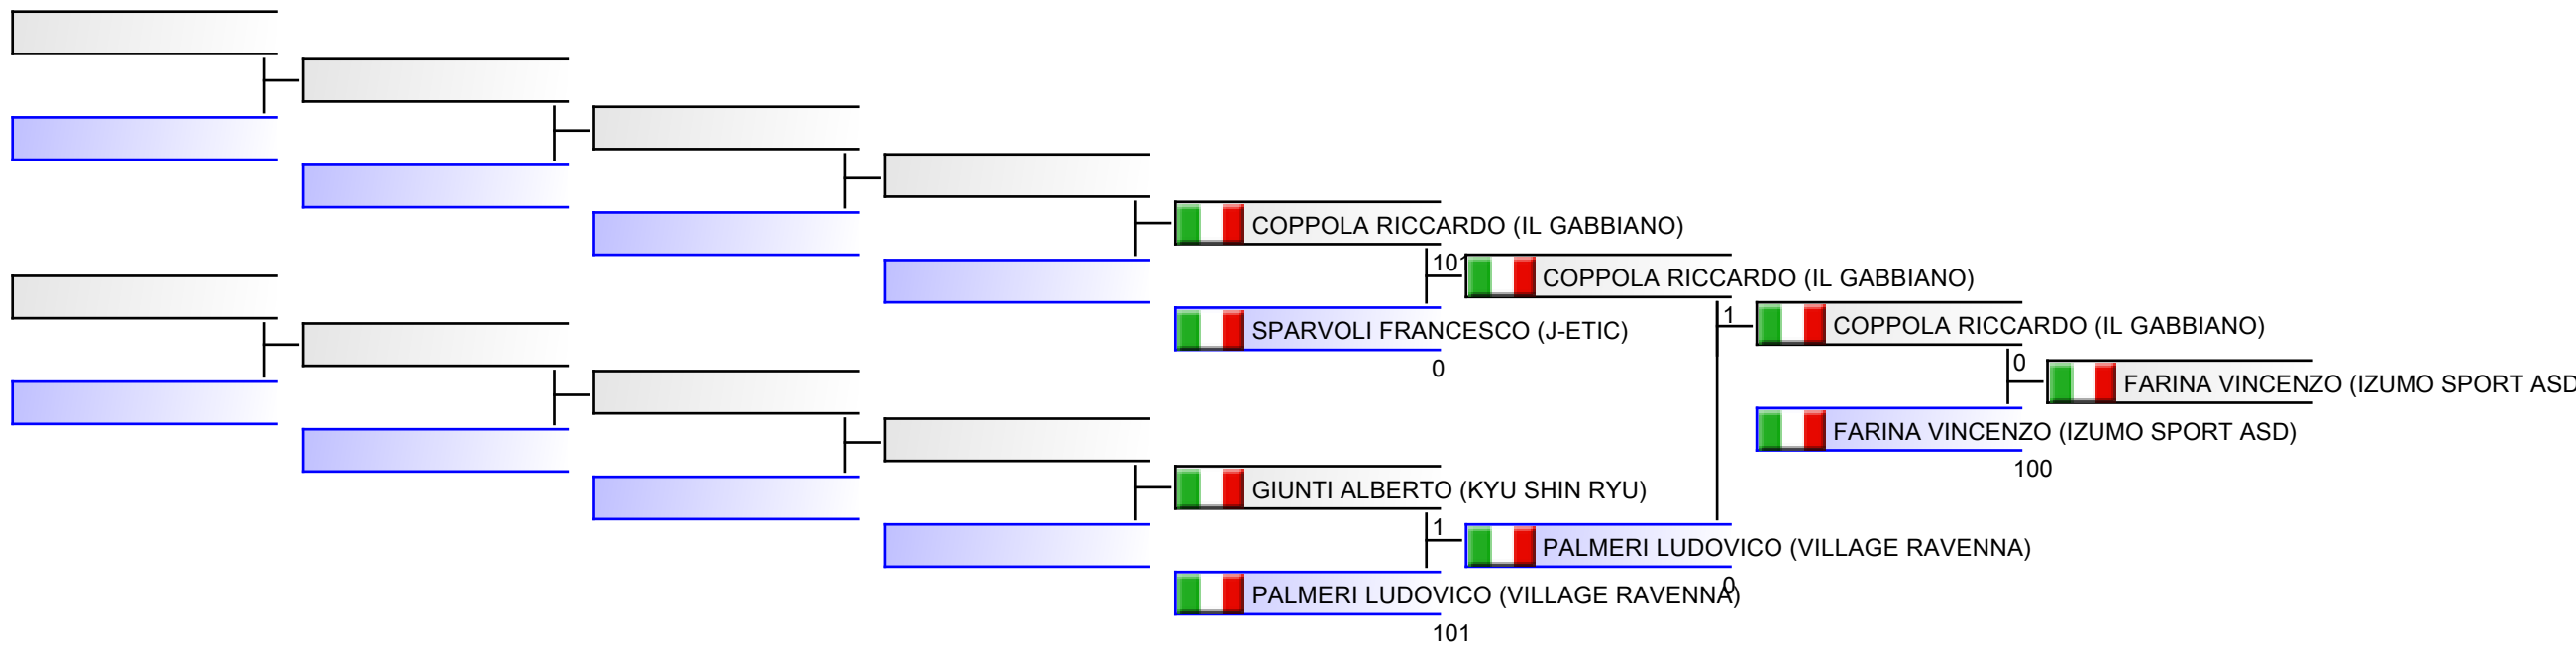 COPPOLA RICCARDO (IL GABBIANO)
101
COPPOLA RICCARDO (IL GABBIANO)
SPARVOLI FRANCESCO (J-ETIC)
0
1
COPPOLA RICCARDO (IL GABBIANO)
0
FARINA VINCENZO (IZUMO SPORT ASD
FARINA VINCENZO (IZUMO SPORT ASD)
100
GIUNTI ALBERTO (KYU SHIN RYU)
1
PALMERI LUDOVICO (VILLAGE RAVENNA)
0
PALMERI LUDOVICO (VILLAGE RAVENNA)
101